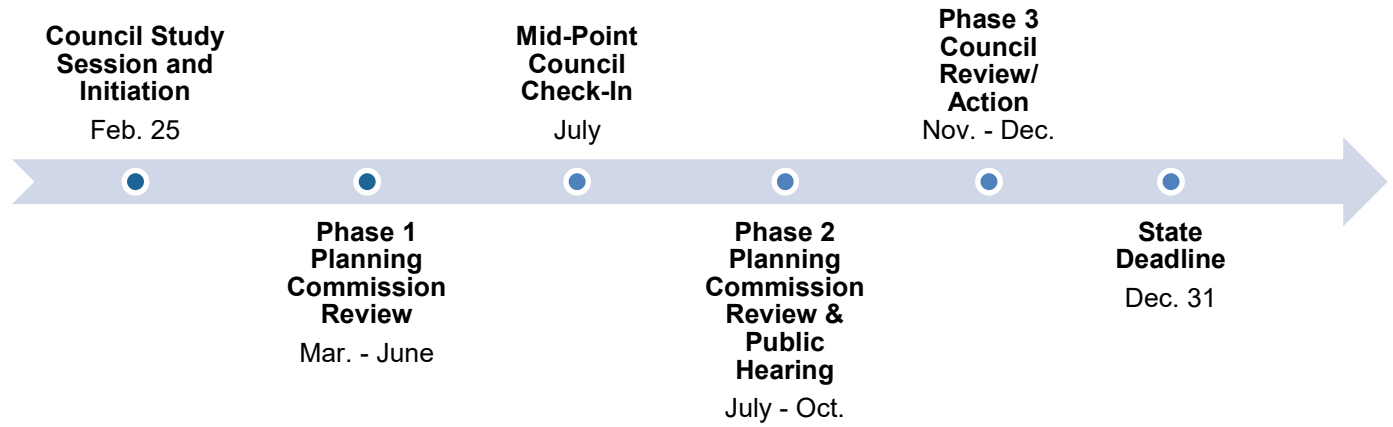 Council Study
Session and
Initiation
Feb. 25
Phase 1
Planning
Commission
Review
Mar. - June
Mid-Point
Council
Check-In
July
Phase 2
Planning
Commission
Review &
Public
Hearing
July - Oct.
Phase 3
Council
Review/
Action
Nov. - Dec.
State
Deadline
Dec. 31